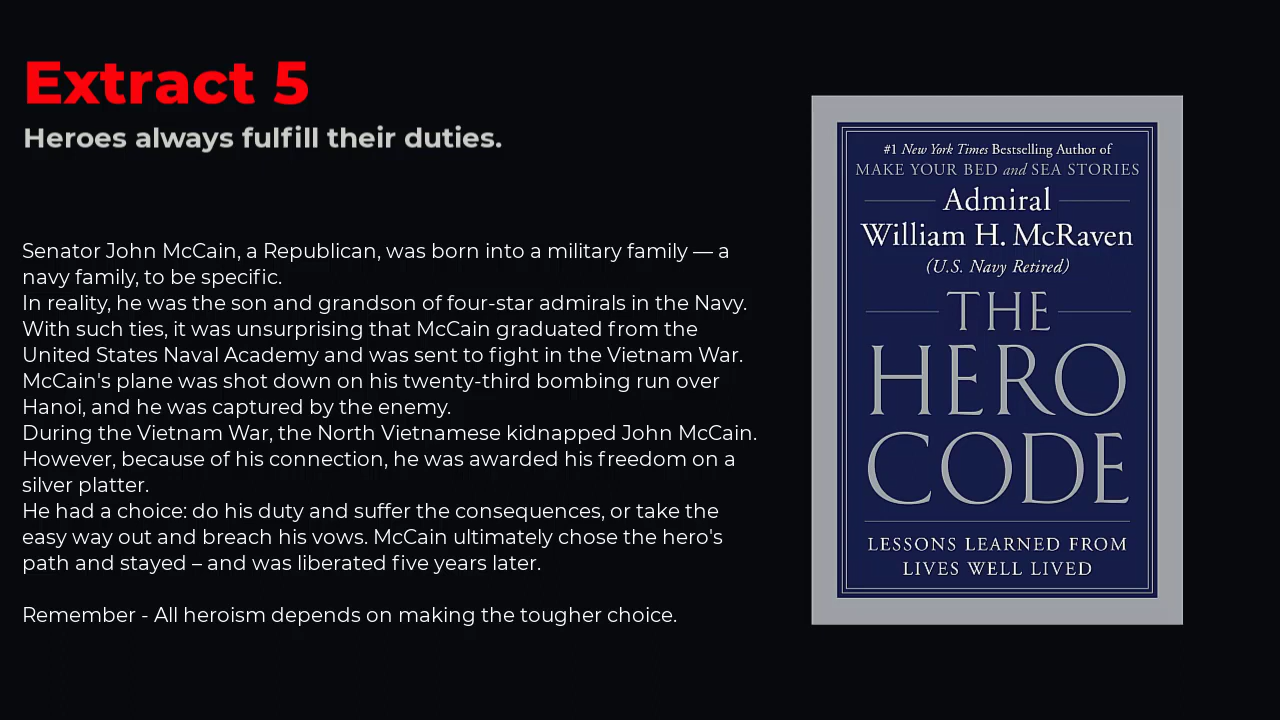 Extract 5
Heroes always fulfill their duties.
Senator John McCain, a Republican, was born into a military family — a
navy family, to be specific.
In reality, he was the son and grandson of four-star admirals in the Navy.
With such ties, it was unsurprising that McCain graduated from the
United States Naval Academy and was sent to fight in the Vietnam War.
McCain's plane was shot down on his twenty-third bombing run over
Hanoi, and he was captured by the enemy.
During the Vietnam War, the North Vietnamese kidnapped John McCain.
However, because of his connection, he was awarded his freedom on a
silver platter.
He had a choice: do his duty and suffer the consequences, or take the
easy way out and breach his vows. McCain ultimately chose the hero's
path and stayed – and was liberated five years later.
Remember - All heroism depends on making the tougher choice.
#1 New York Times Bestselling Author of
MAKE YOUR BED and SEA STORIES
Admiral
William H. McRaven
(U.S. Navy Retired)
THE
HERO
CODE
LESSONS LEARNED FROM
LIVES WELL LIVED